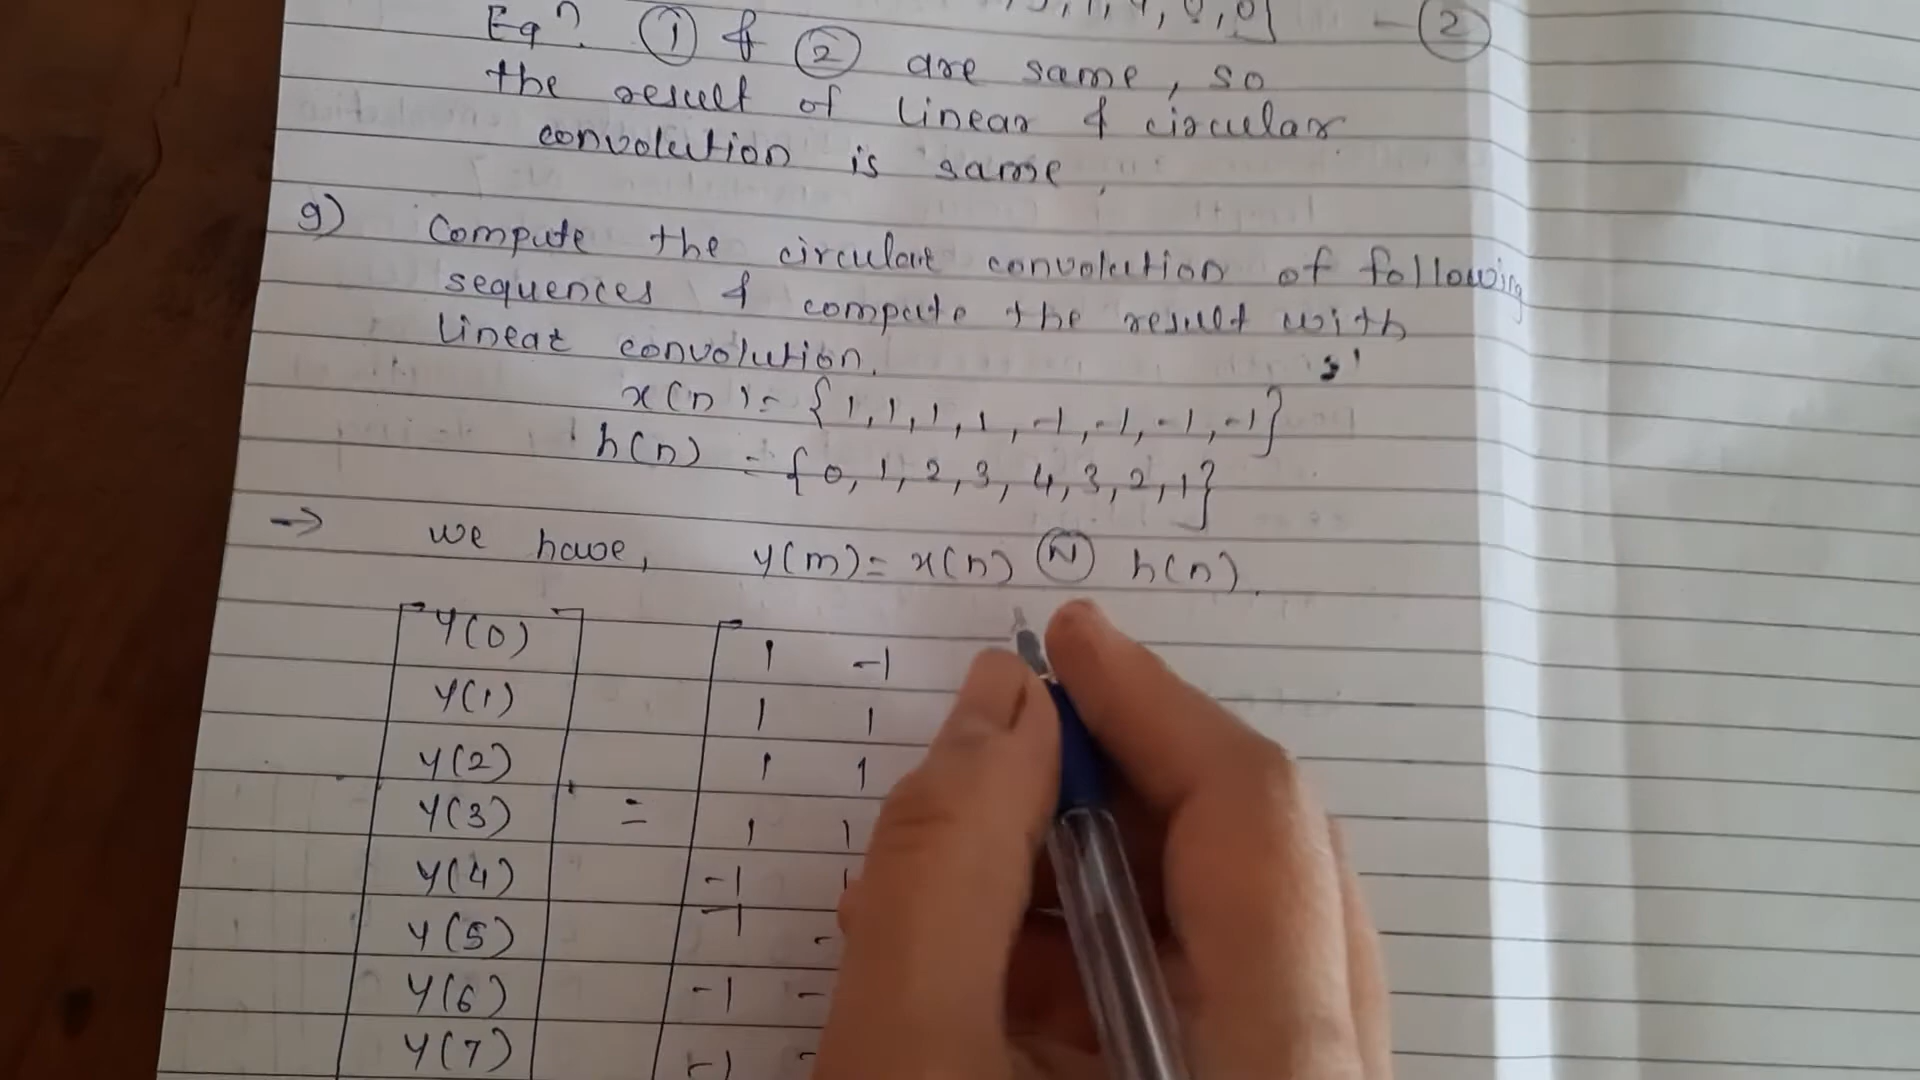 Eqⁿ. ① & ② are same, so
the result of linear & circular
convolution is same.
g) Compute the circular convolution of following
sequences & compute the result with
linear convolution.
x(n) = {1, 1, 1, 1, -1, -1, -1, -1}
h(n) = {0, 1, 2, 3, 4, 3, 2, 1}
→ we have, y(m) = x(n) Ⓝ h(n).
y(0) 1 -1
y(1) 1 1
y(2) 1 1
y(3) = 1 1
y(4) -1 1
y(5) -1 -
y(6) -1 -
y(7) -1 -